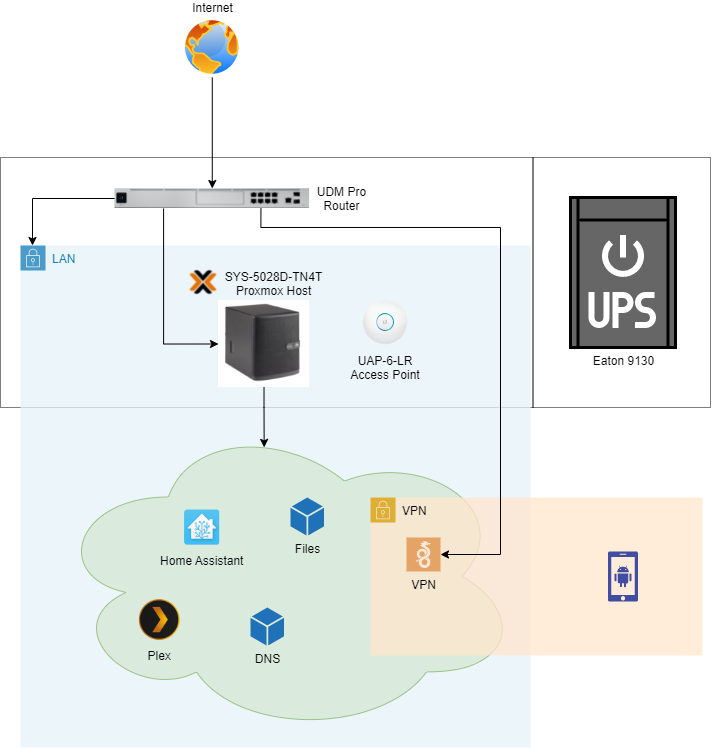 Internet
UDM Pro
Router
LAN
SYS-5028D-TN4T
Proxmox Host
UAP-6-LR
Access Point
UPS
Eaton 9130
VPN
Files
Home Assistant
VPN
Plex
DNS